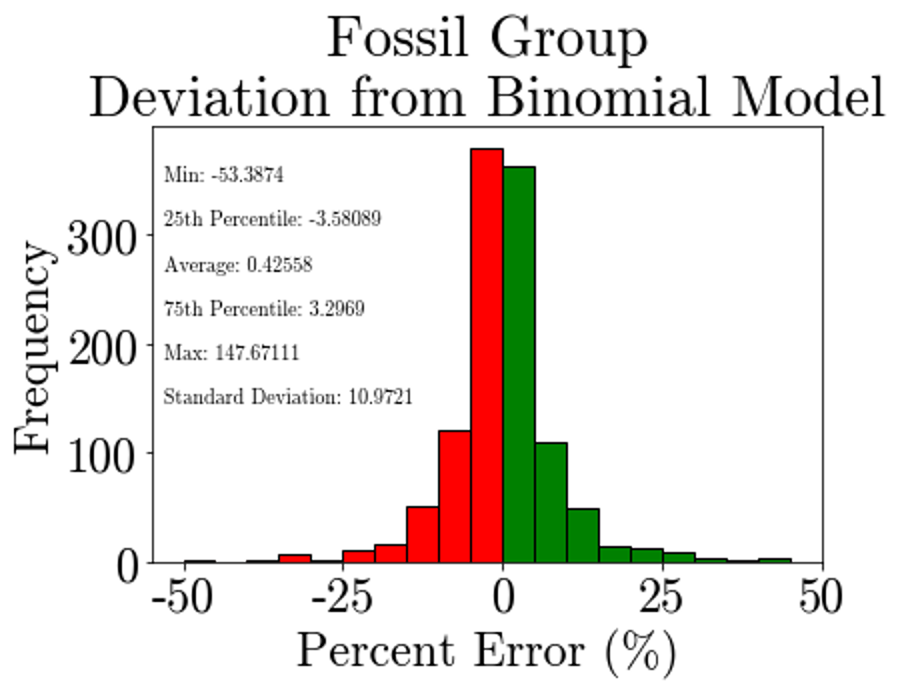 Fossil Group
Deviation from Binomial Model
Min: -53.3874
25th Percentile: -3.58089
Average: 0.42558
75th Percentile: 3.2969
Max: 147.67111
Standard Deviation: 10.9721
Frequency
300
200
100
0
-50 -25 0 25 50
Percent Error (%)